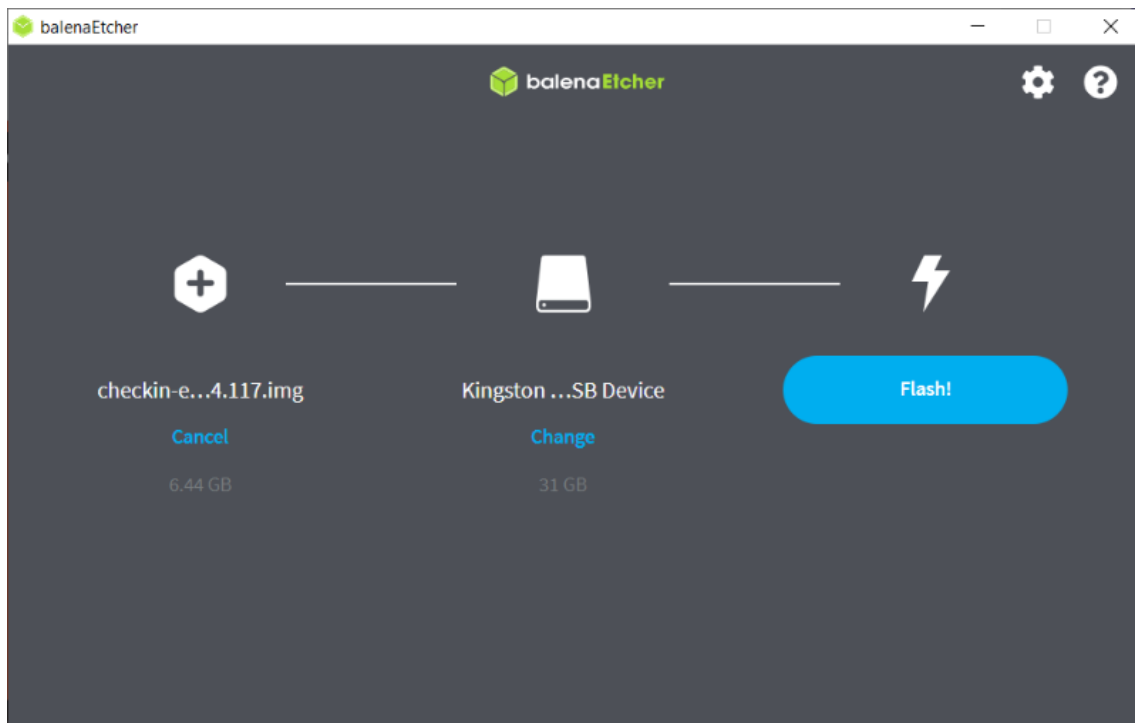 balenaEtcher
balenaEtcher
checkin-e...4.117.img
Cancel
6.44 GB
Kingston ...SB Device
Change
31 GB
Flash!